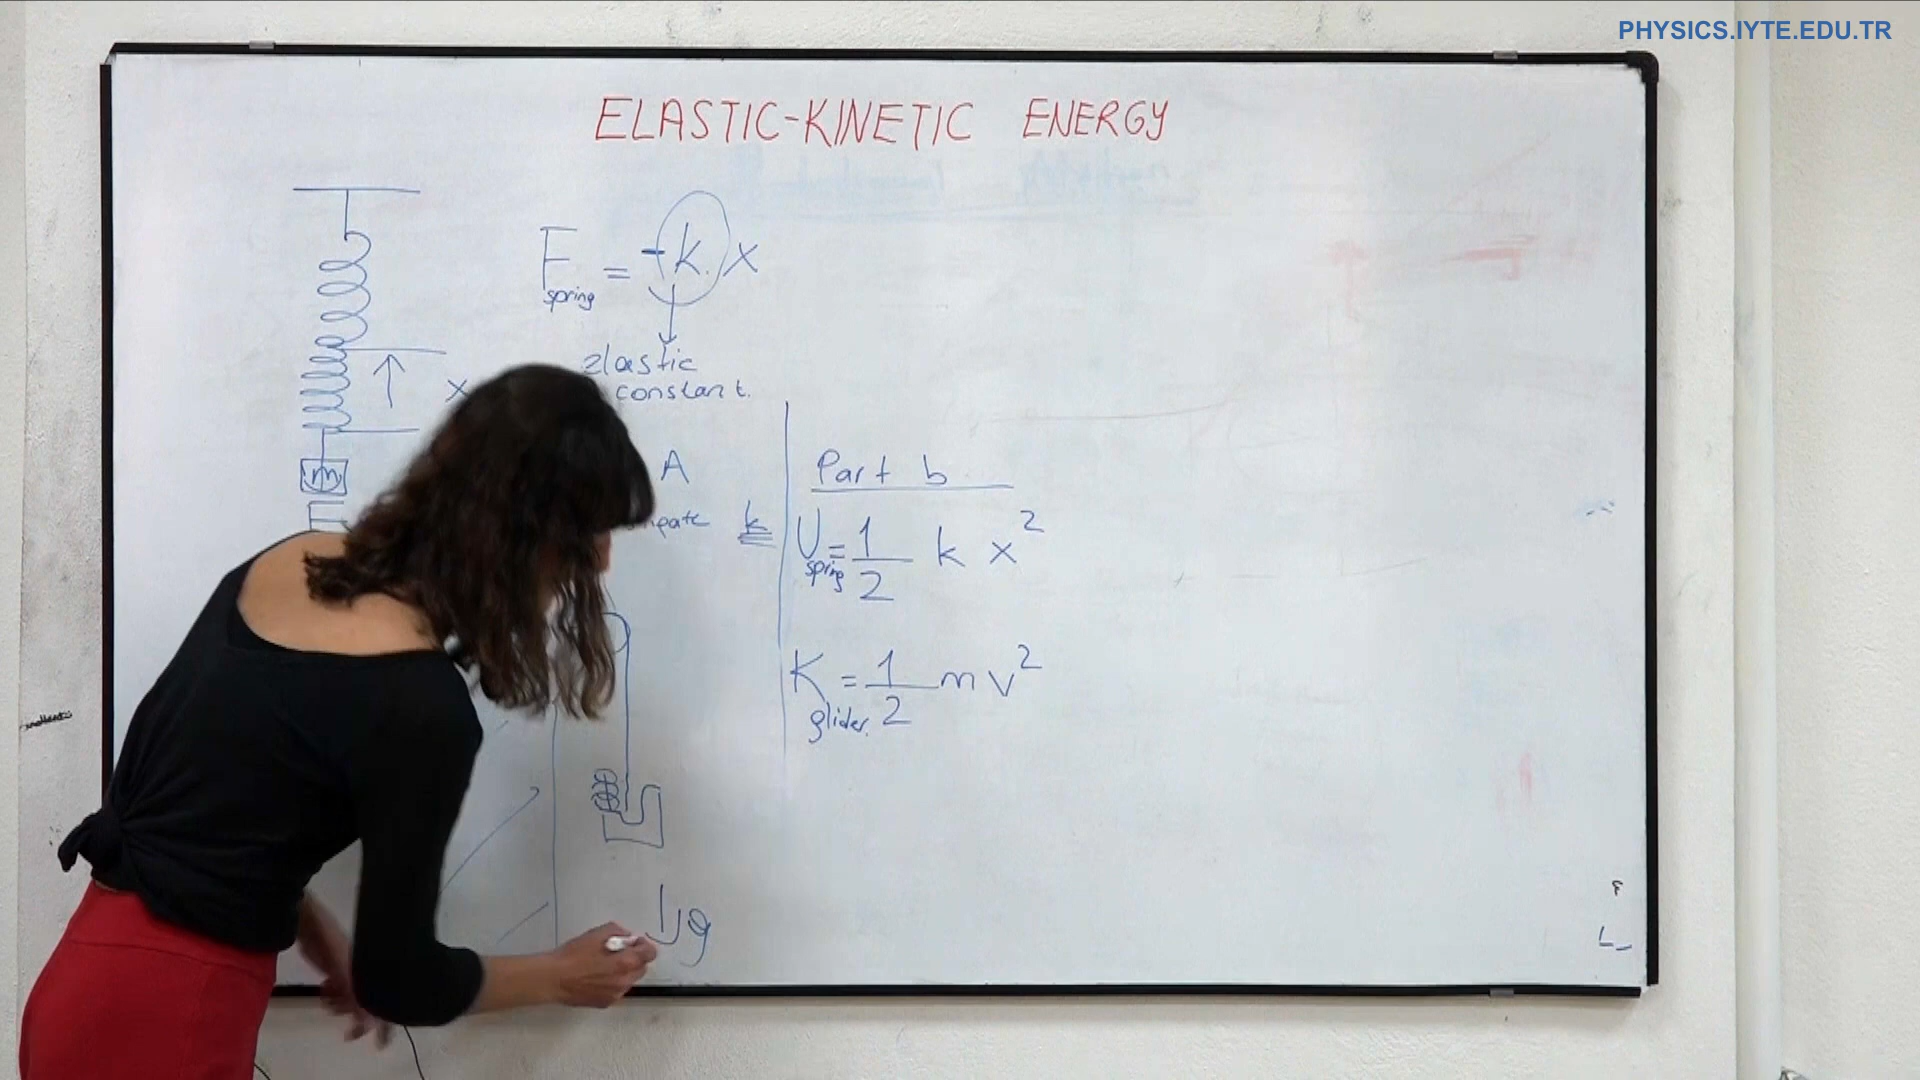 PHYSICS.IYTE.EDU.TR
ELASTIC-KINETIC ENERGY
F spring = -k. x
elastic
constant.
x
m
A
k
Part b
U spring = 1/2 k x²
K glider. = 1/2 m v²
g